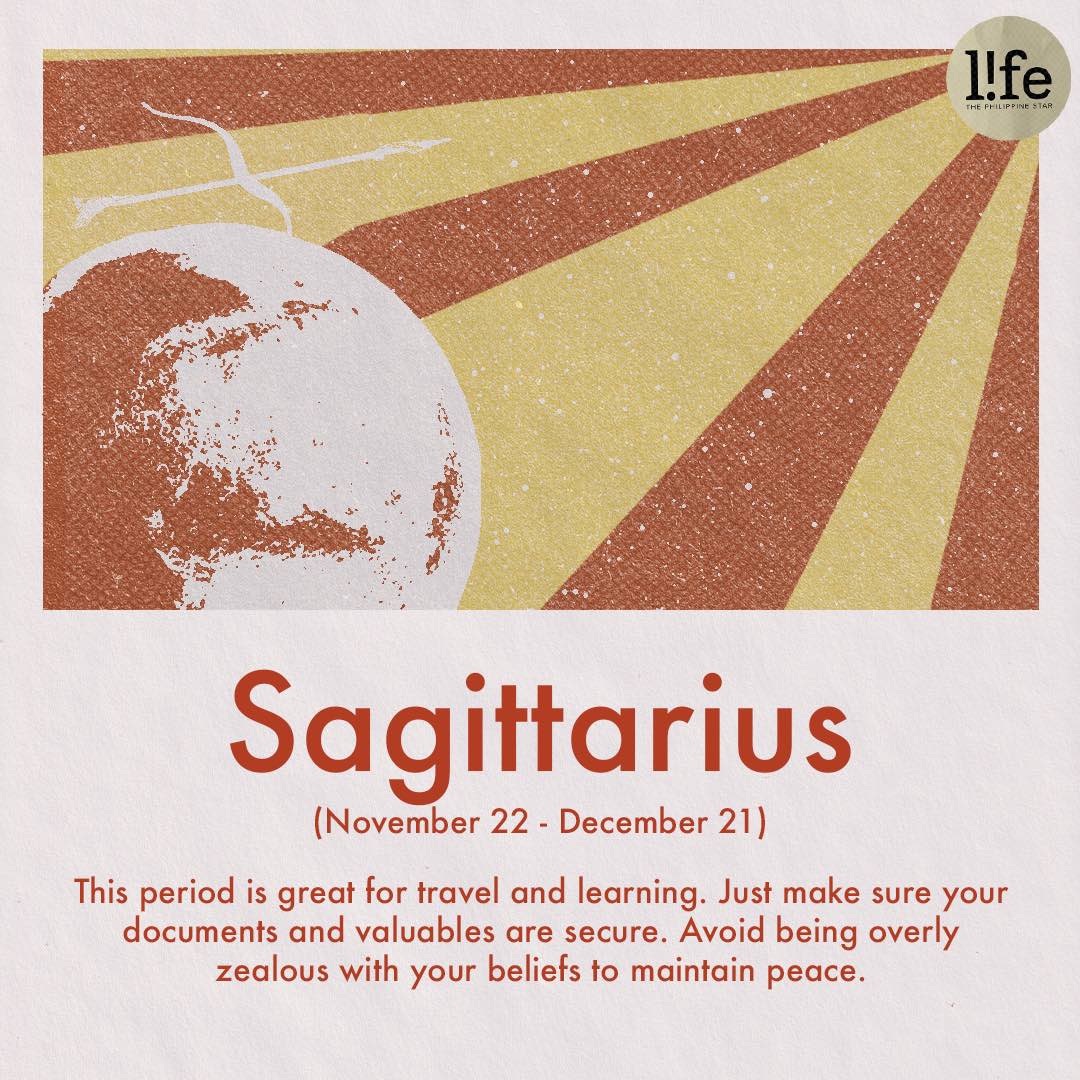 l!fe
THE PHILIPPINE STAR
Sagittarius
(November 22 - December 21)
This period is great for travel and learning. Just make sure your
documents and valuables are secure. Avoid being overly
zealous with your beliefs to maintain peace.